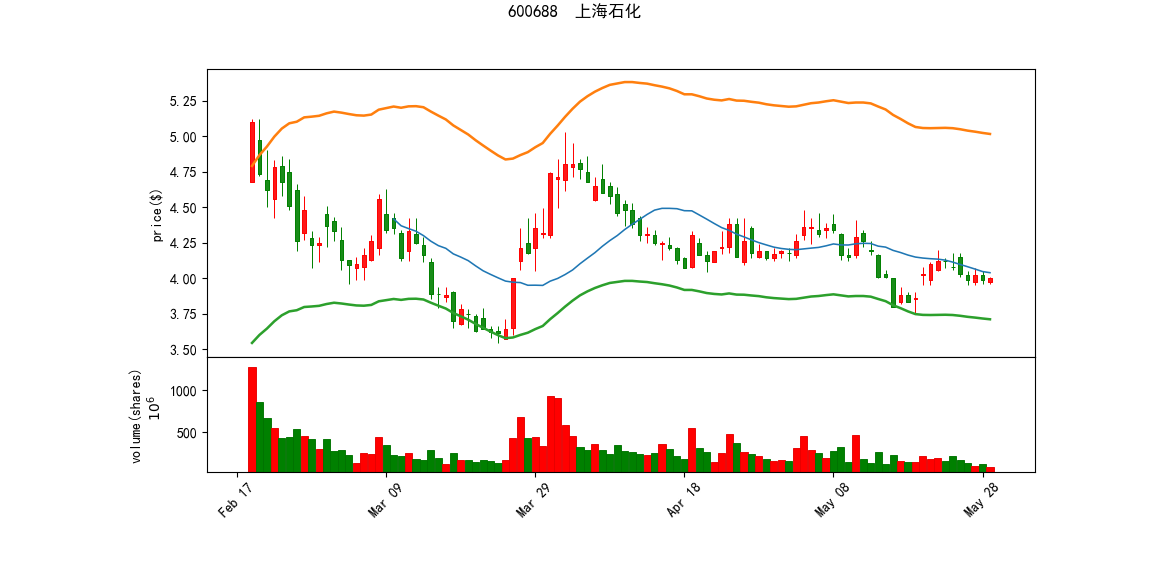 600688 上海石化
price($)
5.25
5.00
4.75
4.50
4.25
4.00
3.75
3.50
volume(shares)
10^6
1000
500
Feb 17
Mar 09
Mar 29
Apr 18
May 08
May 28